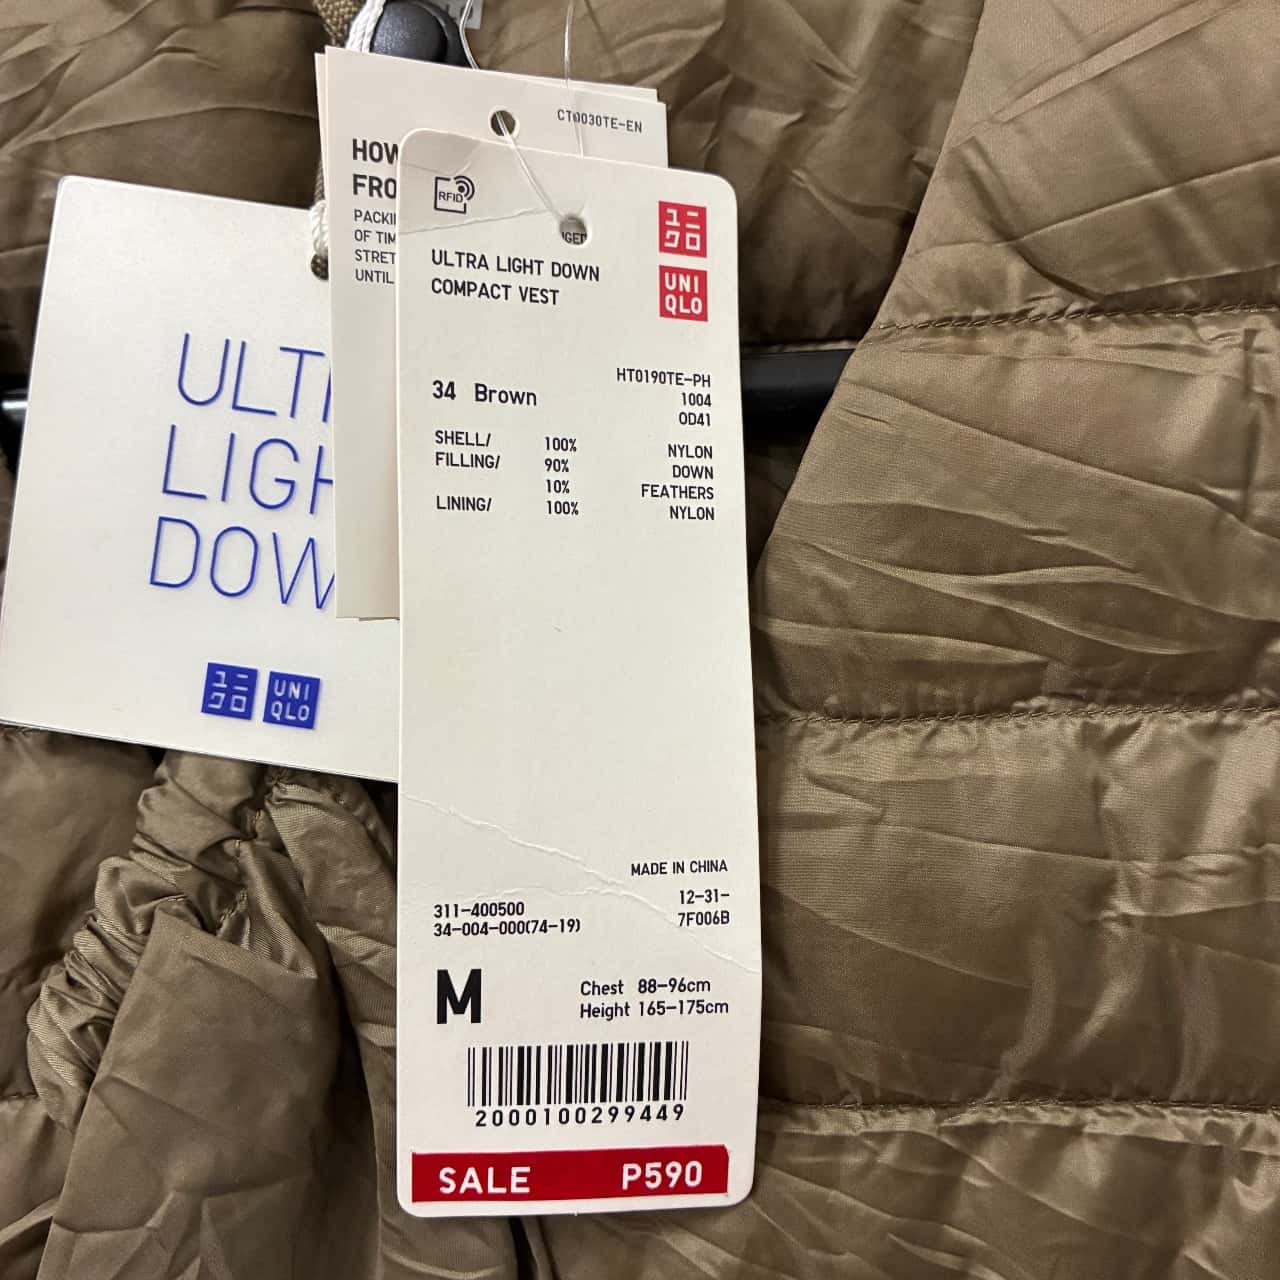 CT0030TE-EN
HOW
FRO
PACKI
OF TIM
STRET
UNTIL
ULT
LIGH
DOW
ユニ
クロ
UNI
QLO
RFID
ユニ
クロ
UNI
QLO
ULTRA LIGHT DOWN
COMPACT VEST
HT0190TE-PH
34 Brown 1004
OD41
SHELL/ 100% NYLON
FILLING/ 90% DOWN
10% FEATHERS
LINING/ 100% NYLON
MADE IN CHINA
311-400500 12-31-
34-004-000(74-19) 7F006B
M
Chest 88-96cm
Height 165-175cm
2000100299449
SALE P590